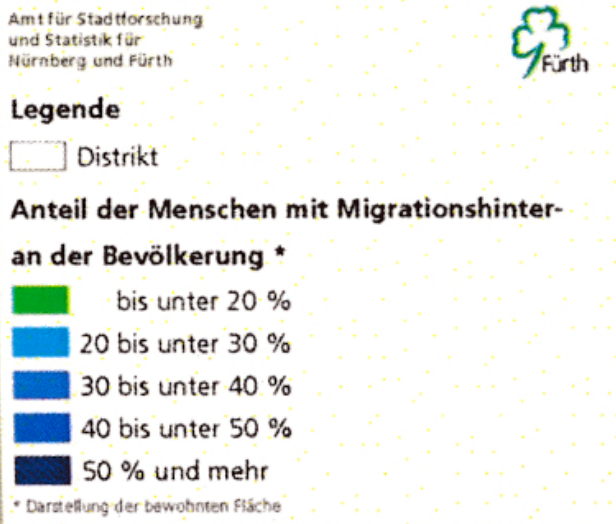 Amt für Stadtforschung
und Statistik für
Nürnberg und Fürth
Fürth
Legende
Distrikt
Anteil der Menschen mit Migrationshinter-
an der Bevölkerung *
bis unter 20 %
20 bis unter 30 %
30 bis unter 40 %
40 bis unter 50 %
50 % und mehr
* Darstellung der bewohnten Fläche